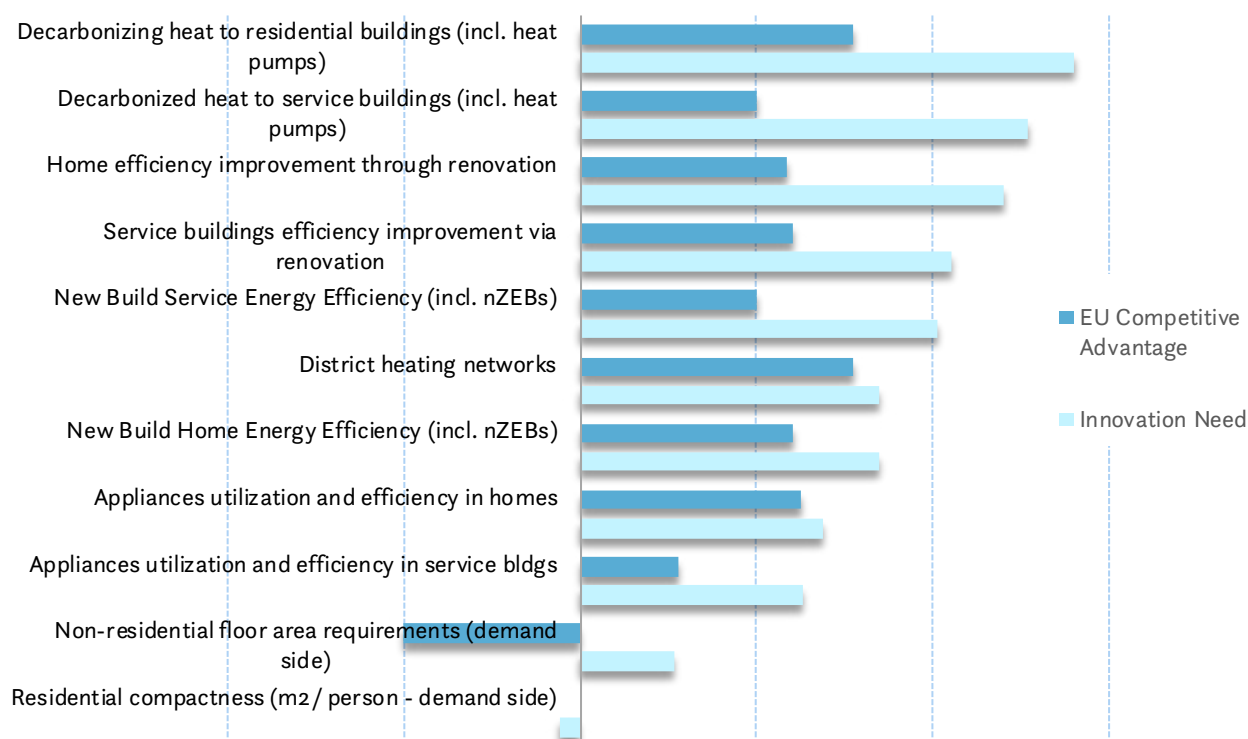 Decarbonizing heat to residential buildings (incl. heat
pumps)
Decarbonized heat to service buildings (incl. heat
pumps)
Home efficiency improvement through renovation
Service buildings efficiency improvement via
renovation
New Build Service Energy Efficiency (incl. nZEBs)
District heating networks
New Build Home Energy Efficiency (incl. nZEBs)
Appliances utilization and efficiency in homes
Appliances utilization and efficiency in service bldgs
Non-residential floor area requirements (demand
side)
Residential compactness (m2/ person - demand side)
EU Competitive
Advantage
Innovation Need